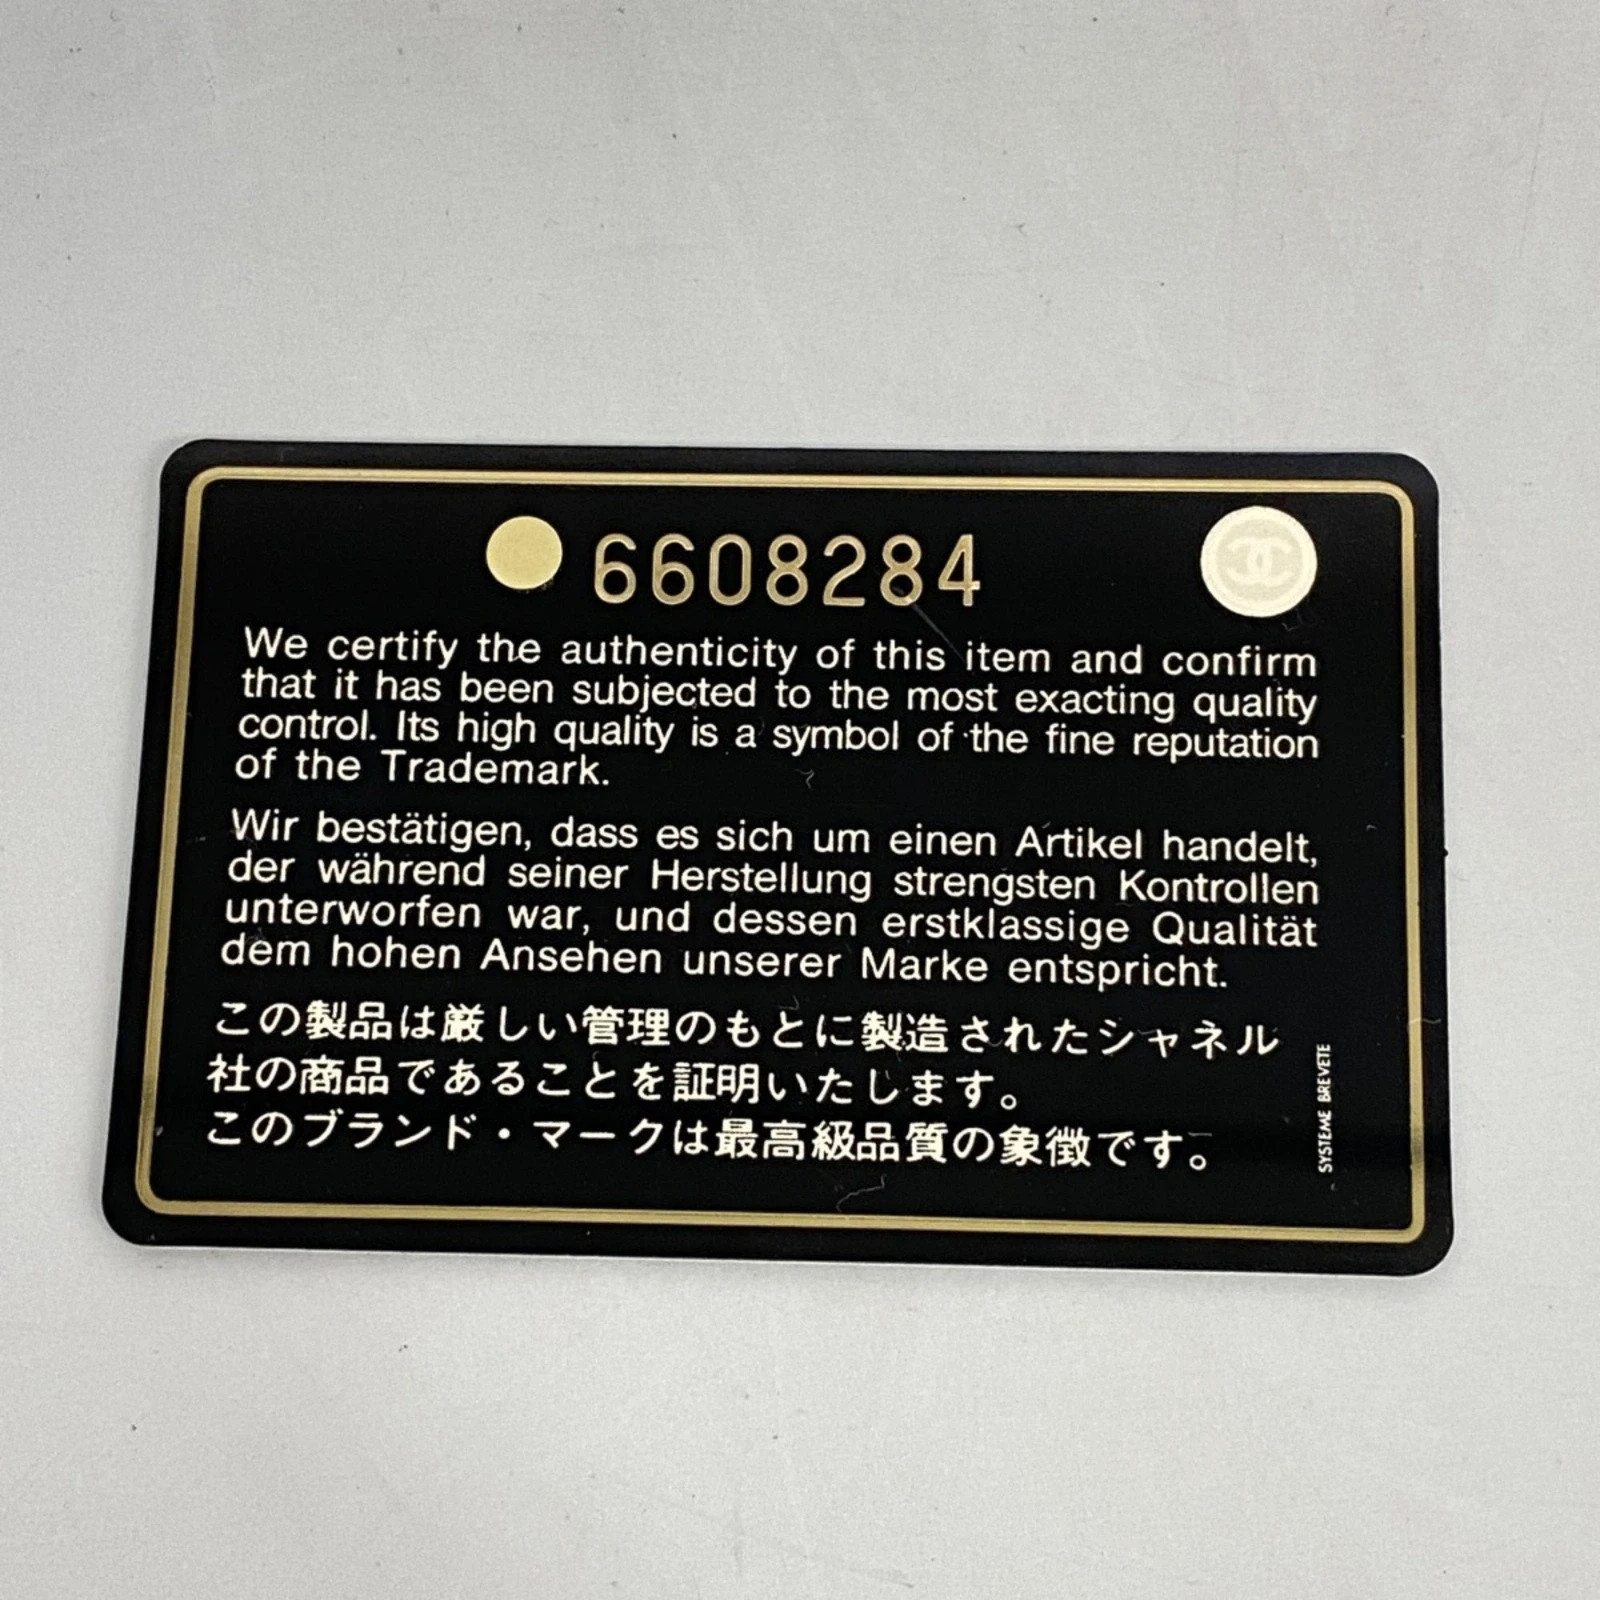 6608284
We certify the authenticity of this item and confirm
that it has been subjected to the most exacting quality
control. Its high quality is a symbol of the fine reputation
of the Trademark.
Wir bestätigen, dass es sich um einen Artikel handelt,
der während seiner Herstellung strengsten Kontrollen
unterworfen war, und dessen erstklassige Qualität
dem hohen Ansehen unserer Marke entspricht.
この製品は厳しい管理のもとに製造されたシャネル
社の商品であることを証明いたします。
このブランド・マークは最高級品質の象徴です。
SYSTEME BREVETE